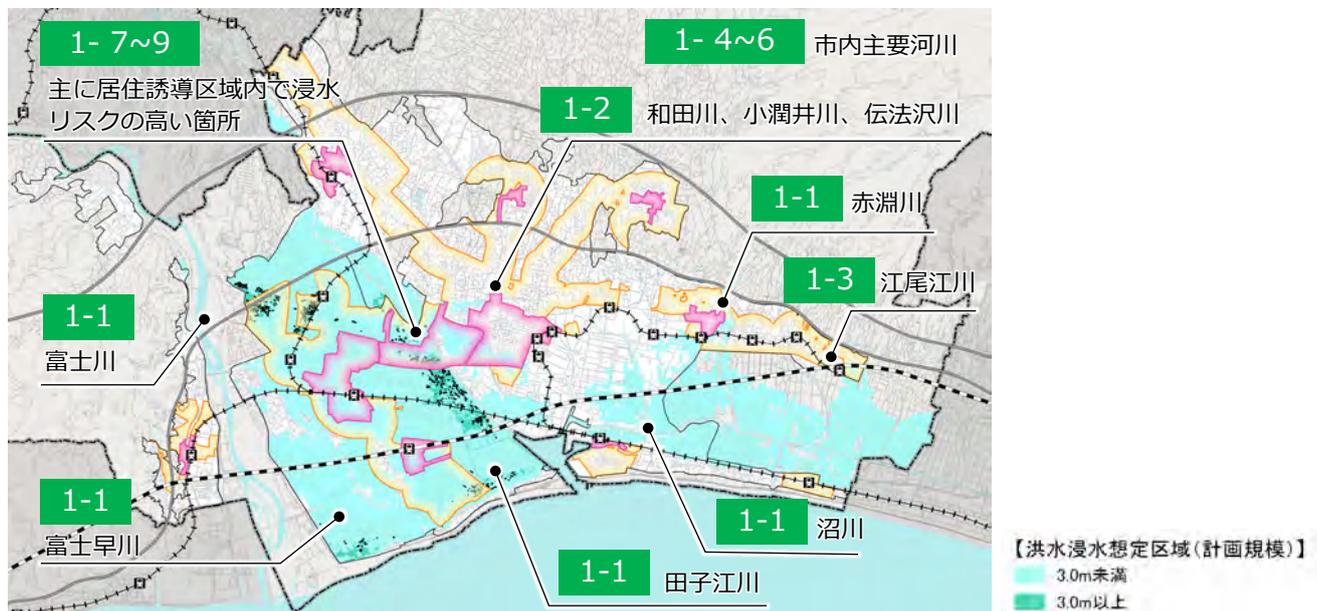 1- 7~9
主に居住誘導区域内で浸水
リスクの高い箇所
1- 4~6 市内主要河川
1-2 和田川、小潤井川、伝法沢川
1-1 赤淵川
1-3 江尾江川
1-1
富士川
1-1
富士早川
1-1 沼川
1-1 田子江川
【洪水浸水想定区域(計画規模)】
3.0m未満
3.0m以上